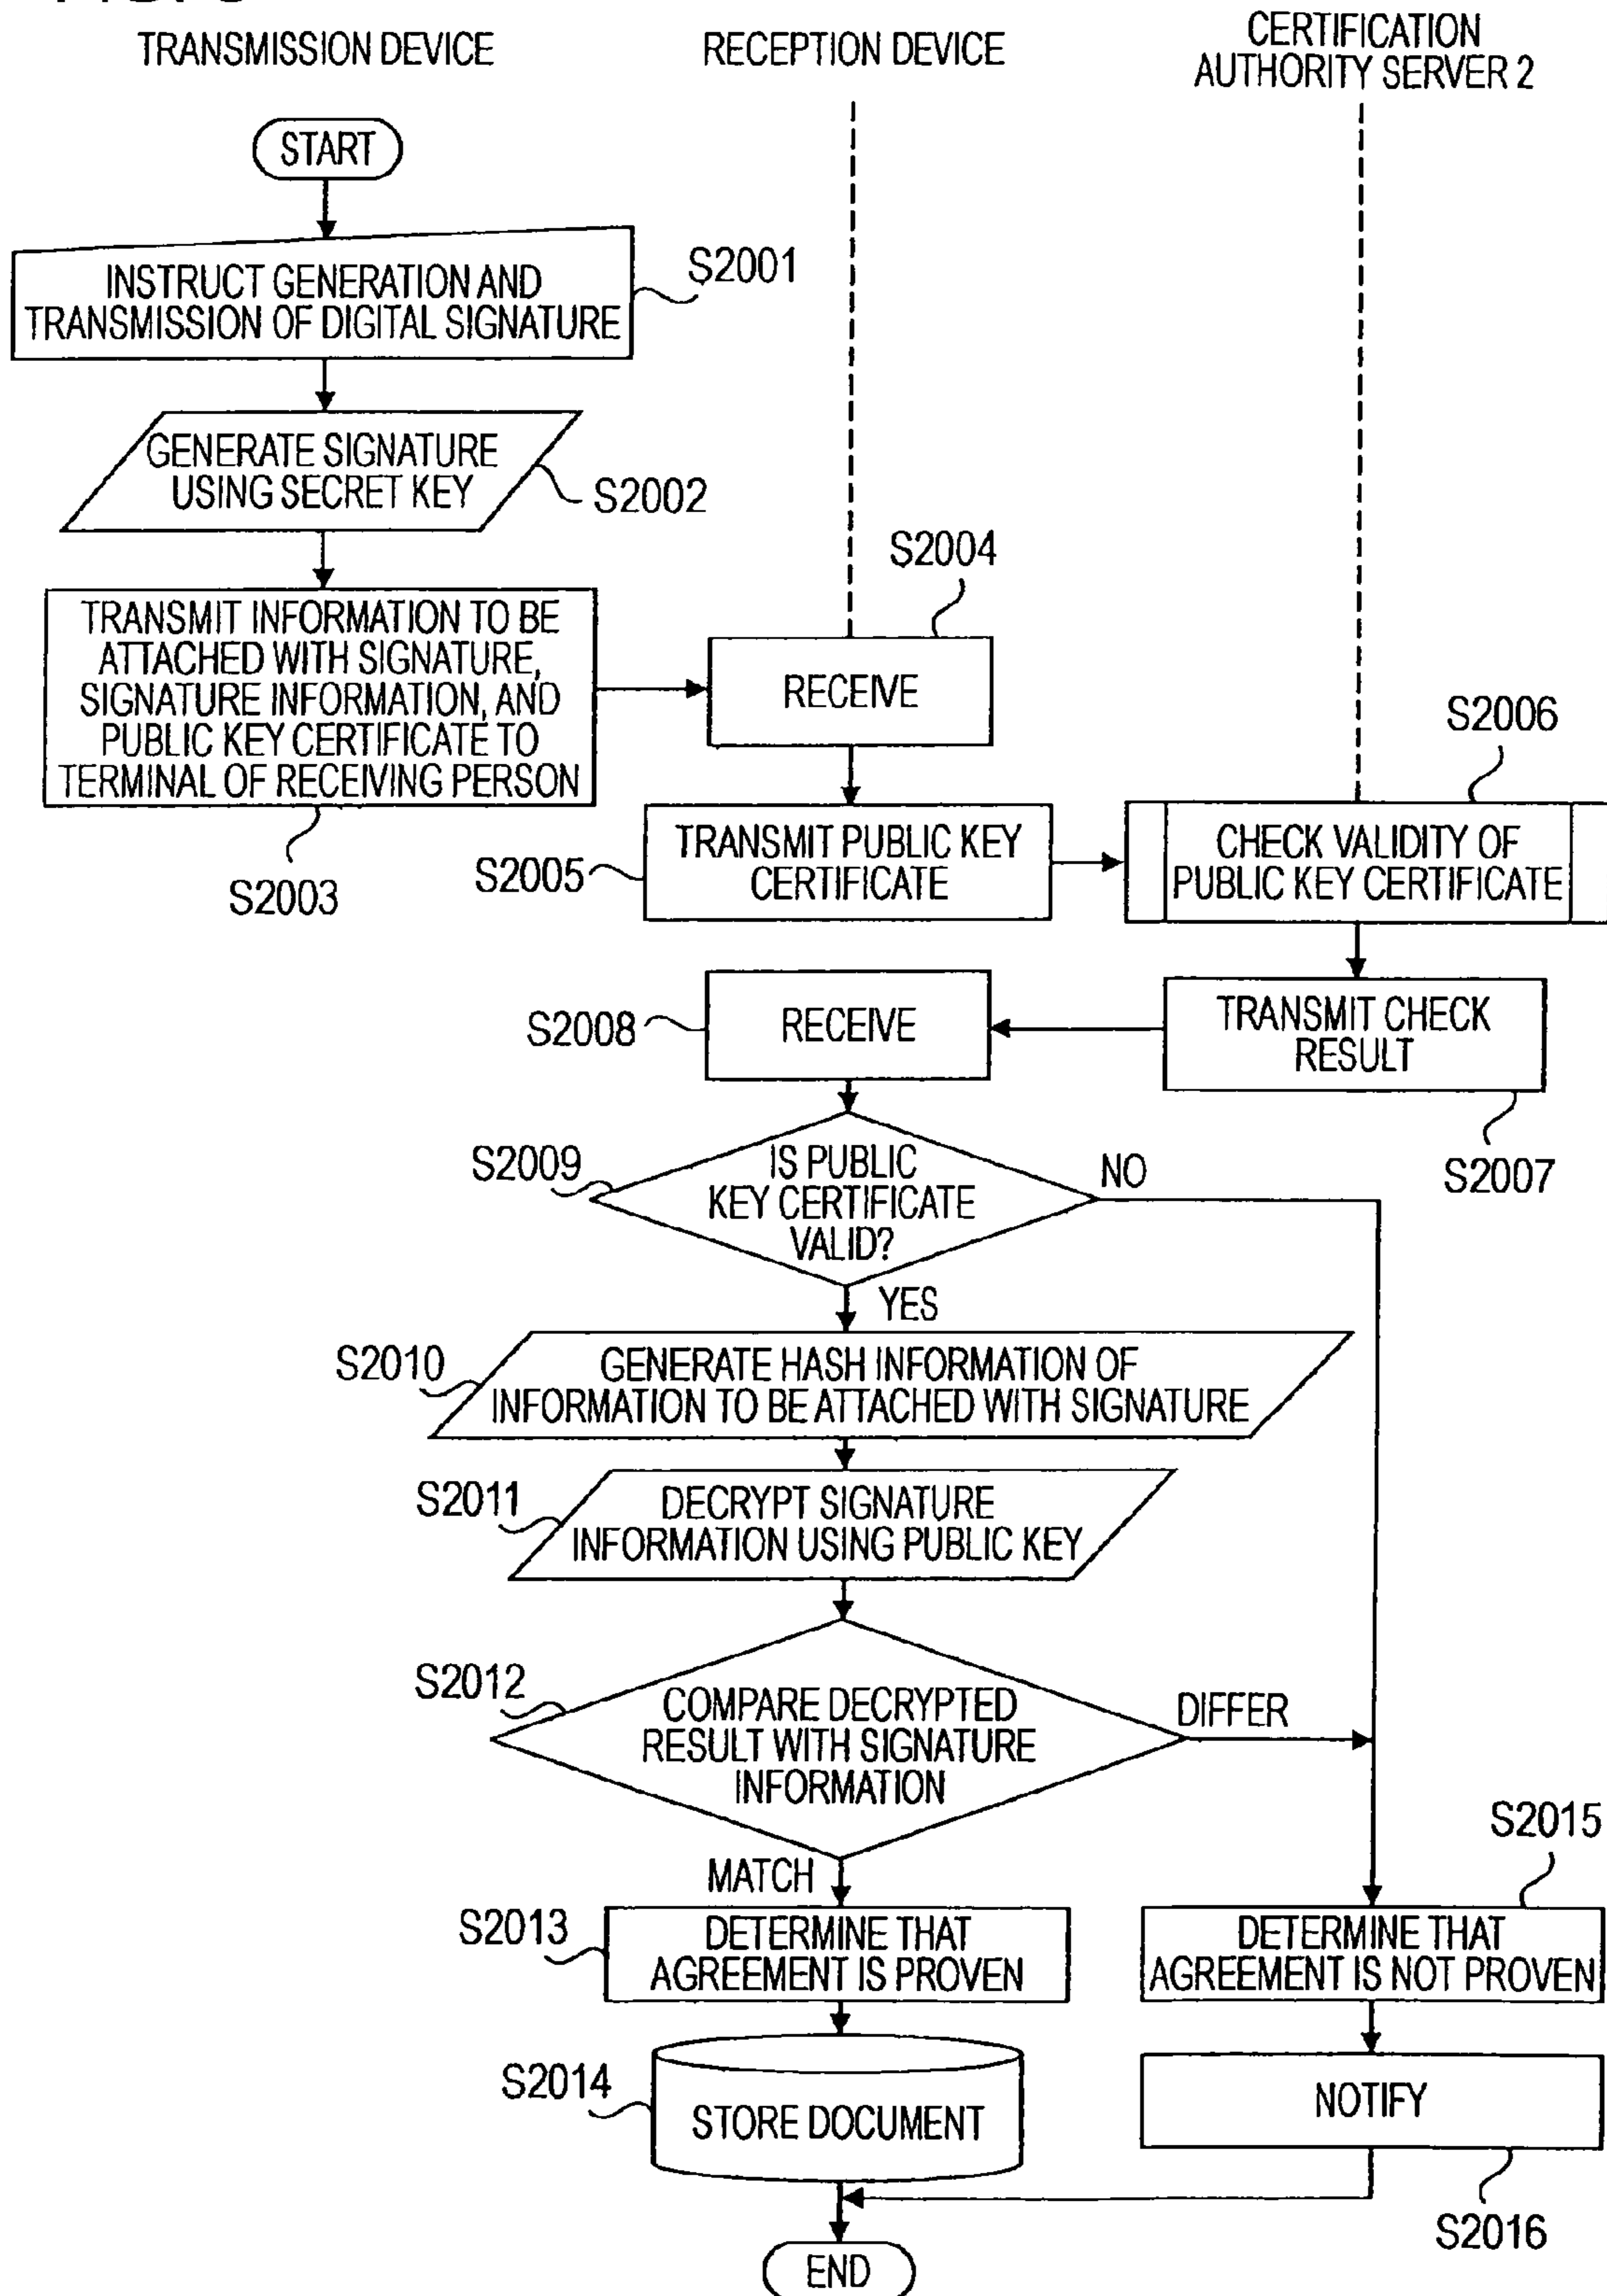 TRANSMISSION DEVICE
RECEPTION DEVICE
CERTIFICATION
AUTHORITY SERVER 2
START
INSTRUCT GENERATION AND
TRANSMISSION OF DIGITAL SIGNATURE
S2001
GENERATE SIGNATURE
USING SECRET KEY
S2002
TRANSMIT INFORMATION TO BE
ATTACHED WITH SIGNATURE,
SIGNATURE INFORMATION, AND
PUBLIC KEY CERTIFICATE TO
TERMINAL OF RECEIVING PERSON
S2003
S2004
RECEIVE
S2005
TRANSMIT PUBLIC KEY
CERTIFICATE
S2006
CHECK VALIDITY OF
PUBLIC KEY CERTIFICATE
TRANSMIT CHECK
RESULT
S2007
S2008
RECEIVE
S2009
IS PUBLIC
KEY CERTIFICATE
VALID?
NO
YES
S2010
GENERATE HASH INFORMATION OF
INFORMATION TO BE ATTACHED WITH SIGNATURE
S2011
DECRYPT SIGNATURE
INFORMATION USING PUBLIC KEY
S2012
COMPARE DECRYPTED
RESULT WITH SIGNATURE
INFORMATION
DIFFER
MATCH
S2013
DETERMINE THAT
AGREEMENT IS PROVEN
S2015
DETERMINE THAT
AGREEMENT IS NOT PROVEN
S2014
STORE DOCUMENT
NOTIFY
S2016
END